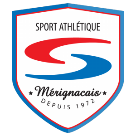 SPORT ATHLÉTIQUE
Mérignacais
DEPUIS 1972